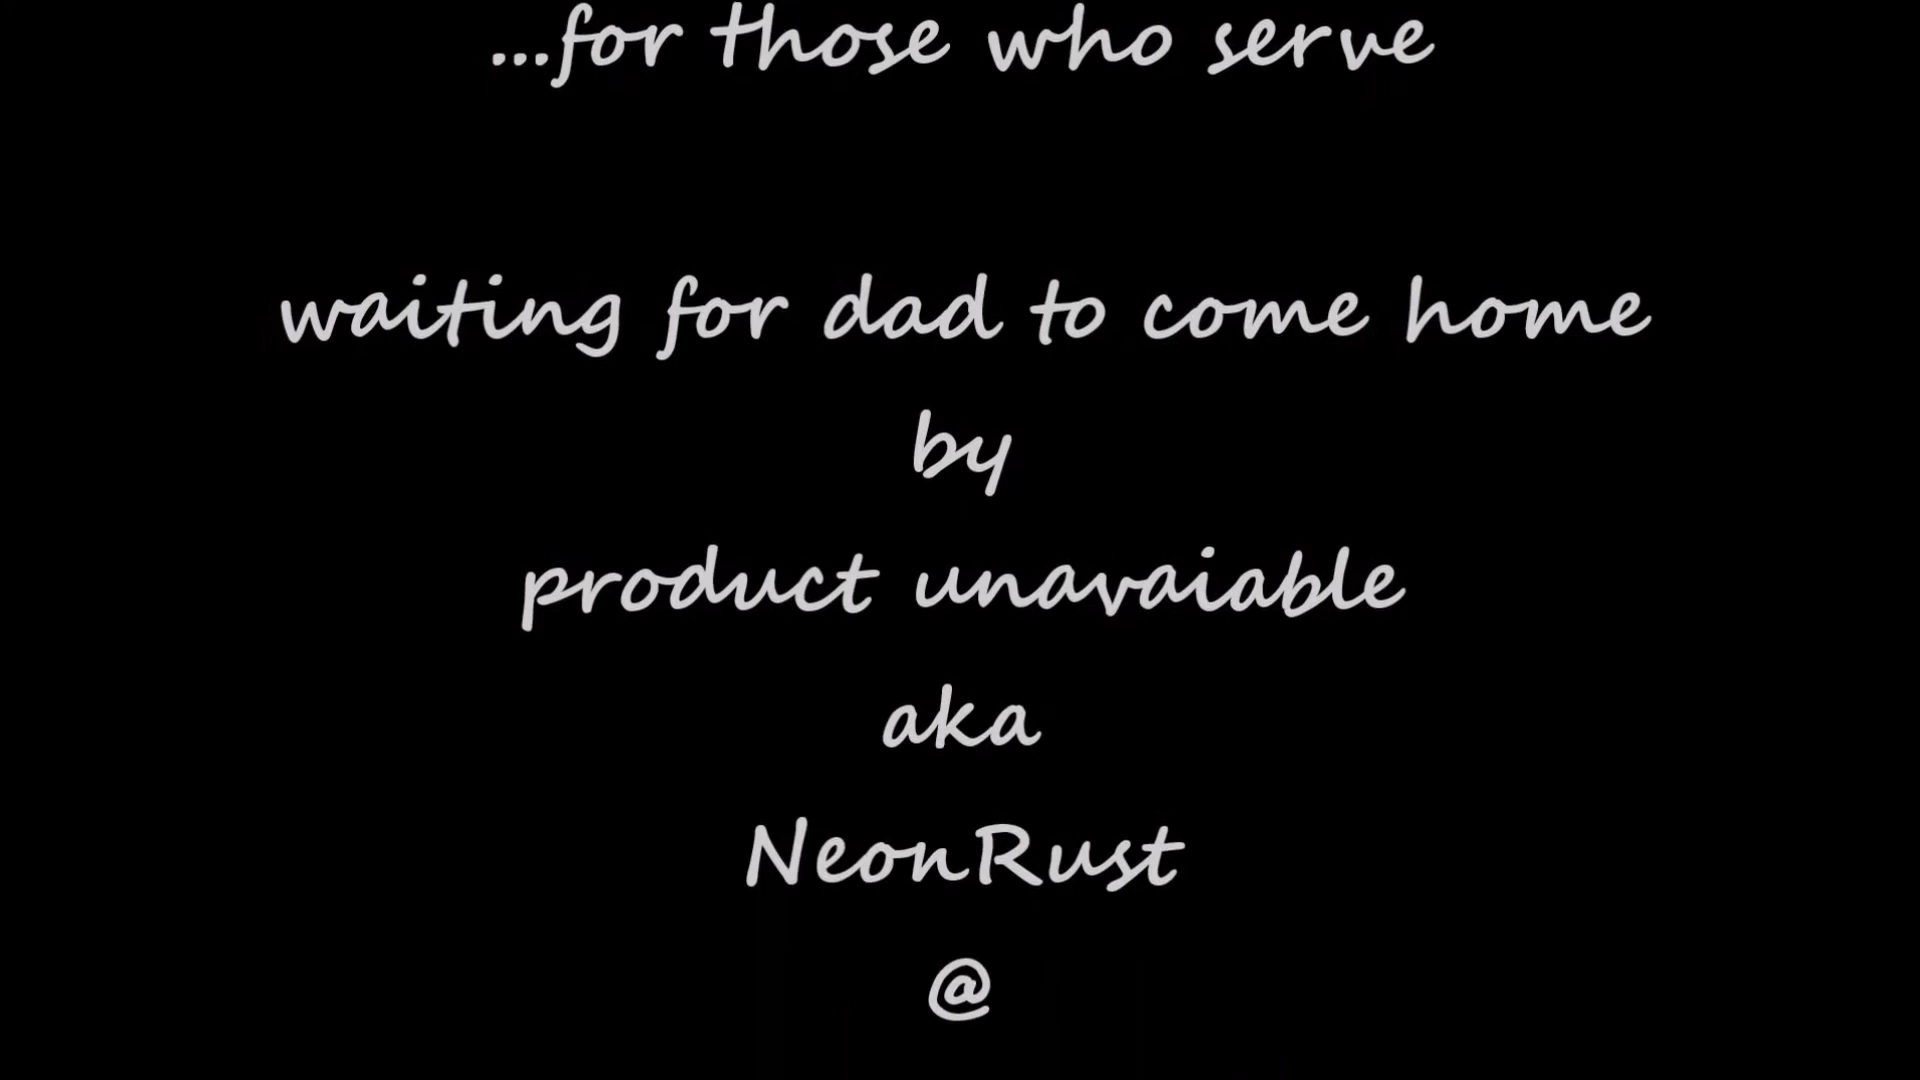 ...for those who serve
waiting for dad to come home
by
product unavaiable
aka
NeonRust
@